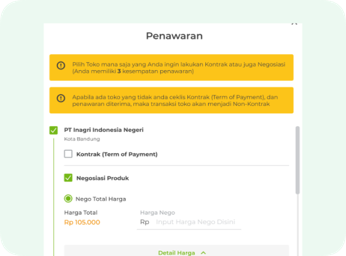 Penawaran
Pilih Toko mana saja yang Anda ingin lakukan Kontrak atau juga Negosiasi
(Anda memiliki 3 kesempatan penawaran)
Apabila ada toko yang tidak anda ceklis Kontrak (Term of Payment), dan
penawaran diterima, maka transaksi toko akan menjadi Non-Kontrak
PT Inagri Indonesia Negeri
Kota Bandung
Kontrak (Term of Payment)
Negosiasi Produk
Nego Total Harga
Harga Total Harga Nego
Rp 105.000 Rp Input Harga Nego Disini
Detail Harga